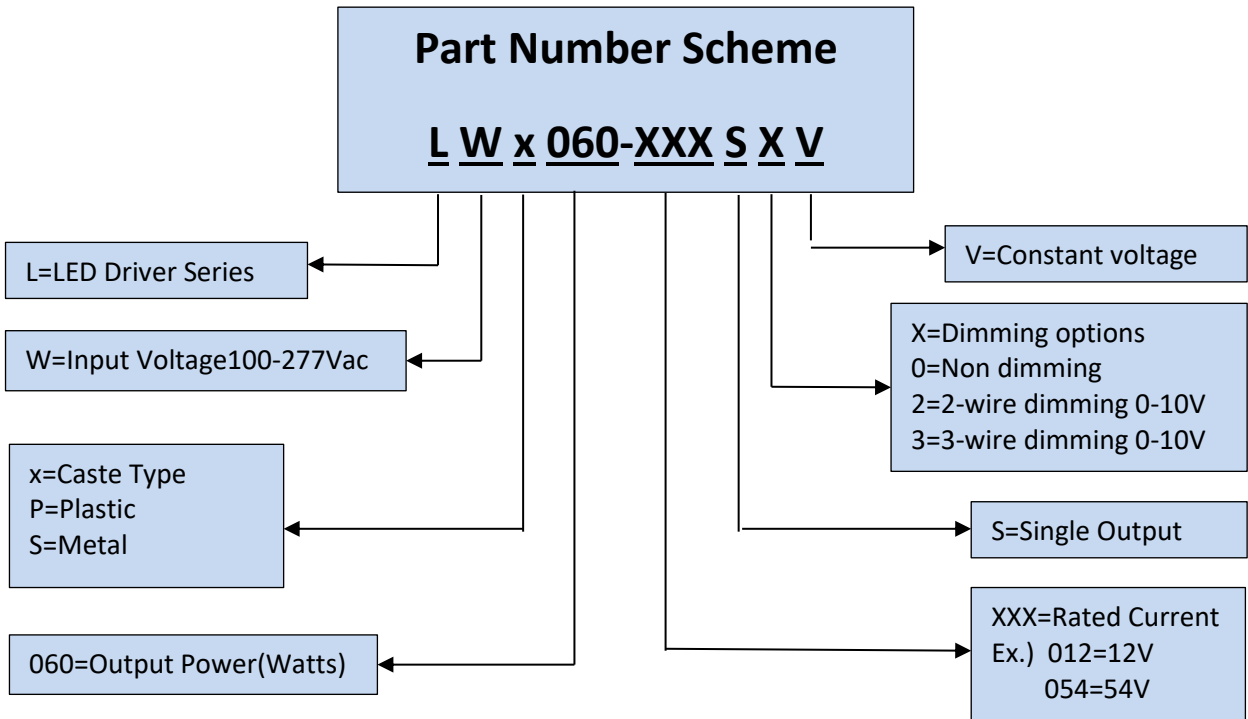 Part Number Scheme
L W x 060-XXX S X V
L=LED Driver Series
W=Input Voltage100-277Vac
x=Caste Type
P=Plastic
S=Metal
060=Output Power(Watts)
V=Constant voltage
X=Dimming options
0=Non dimming
2=2-wire dimming 0-10V
3=3-wire dimming 0-10V
S=Single Output
XXX=Rated Current
Ex.) 012=12V
054=54V